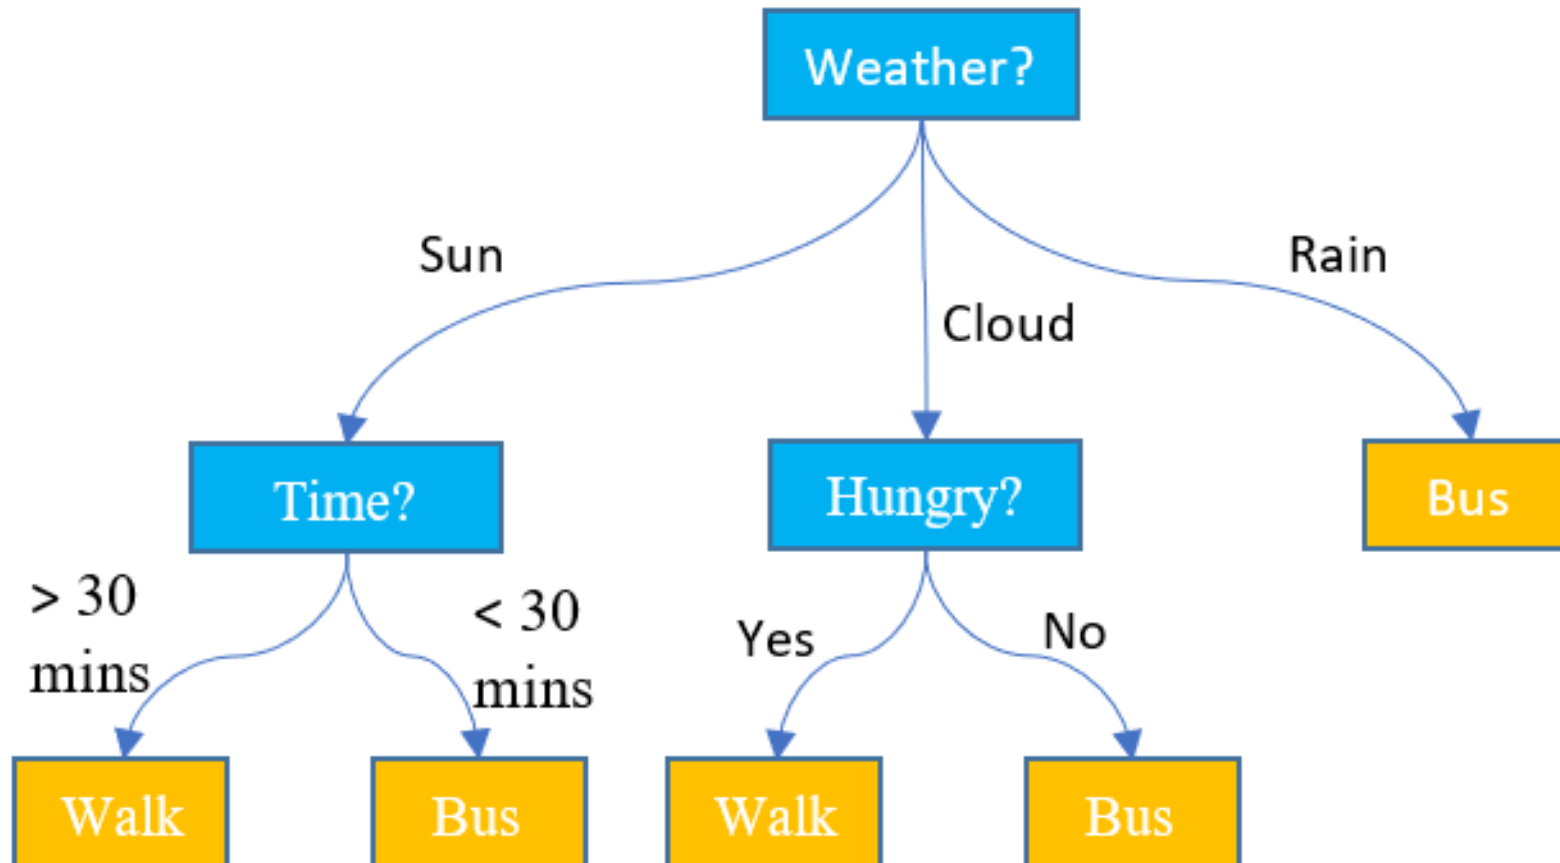 Weather?
Sun
Rain
Cloud
Time?
Hungry?
Bus
> 30
mins
< 30
mins
Yes
No
Walk
Bus
Walk
Bus